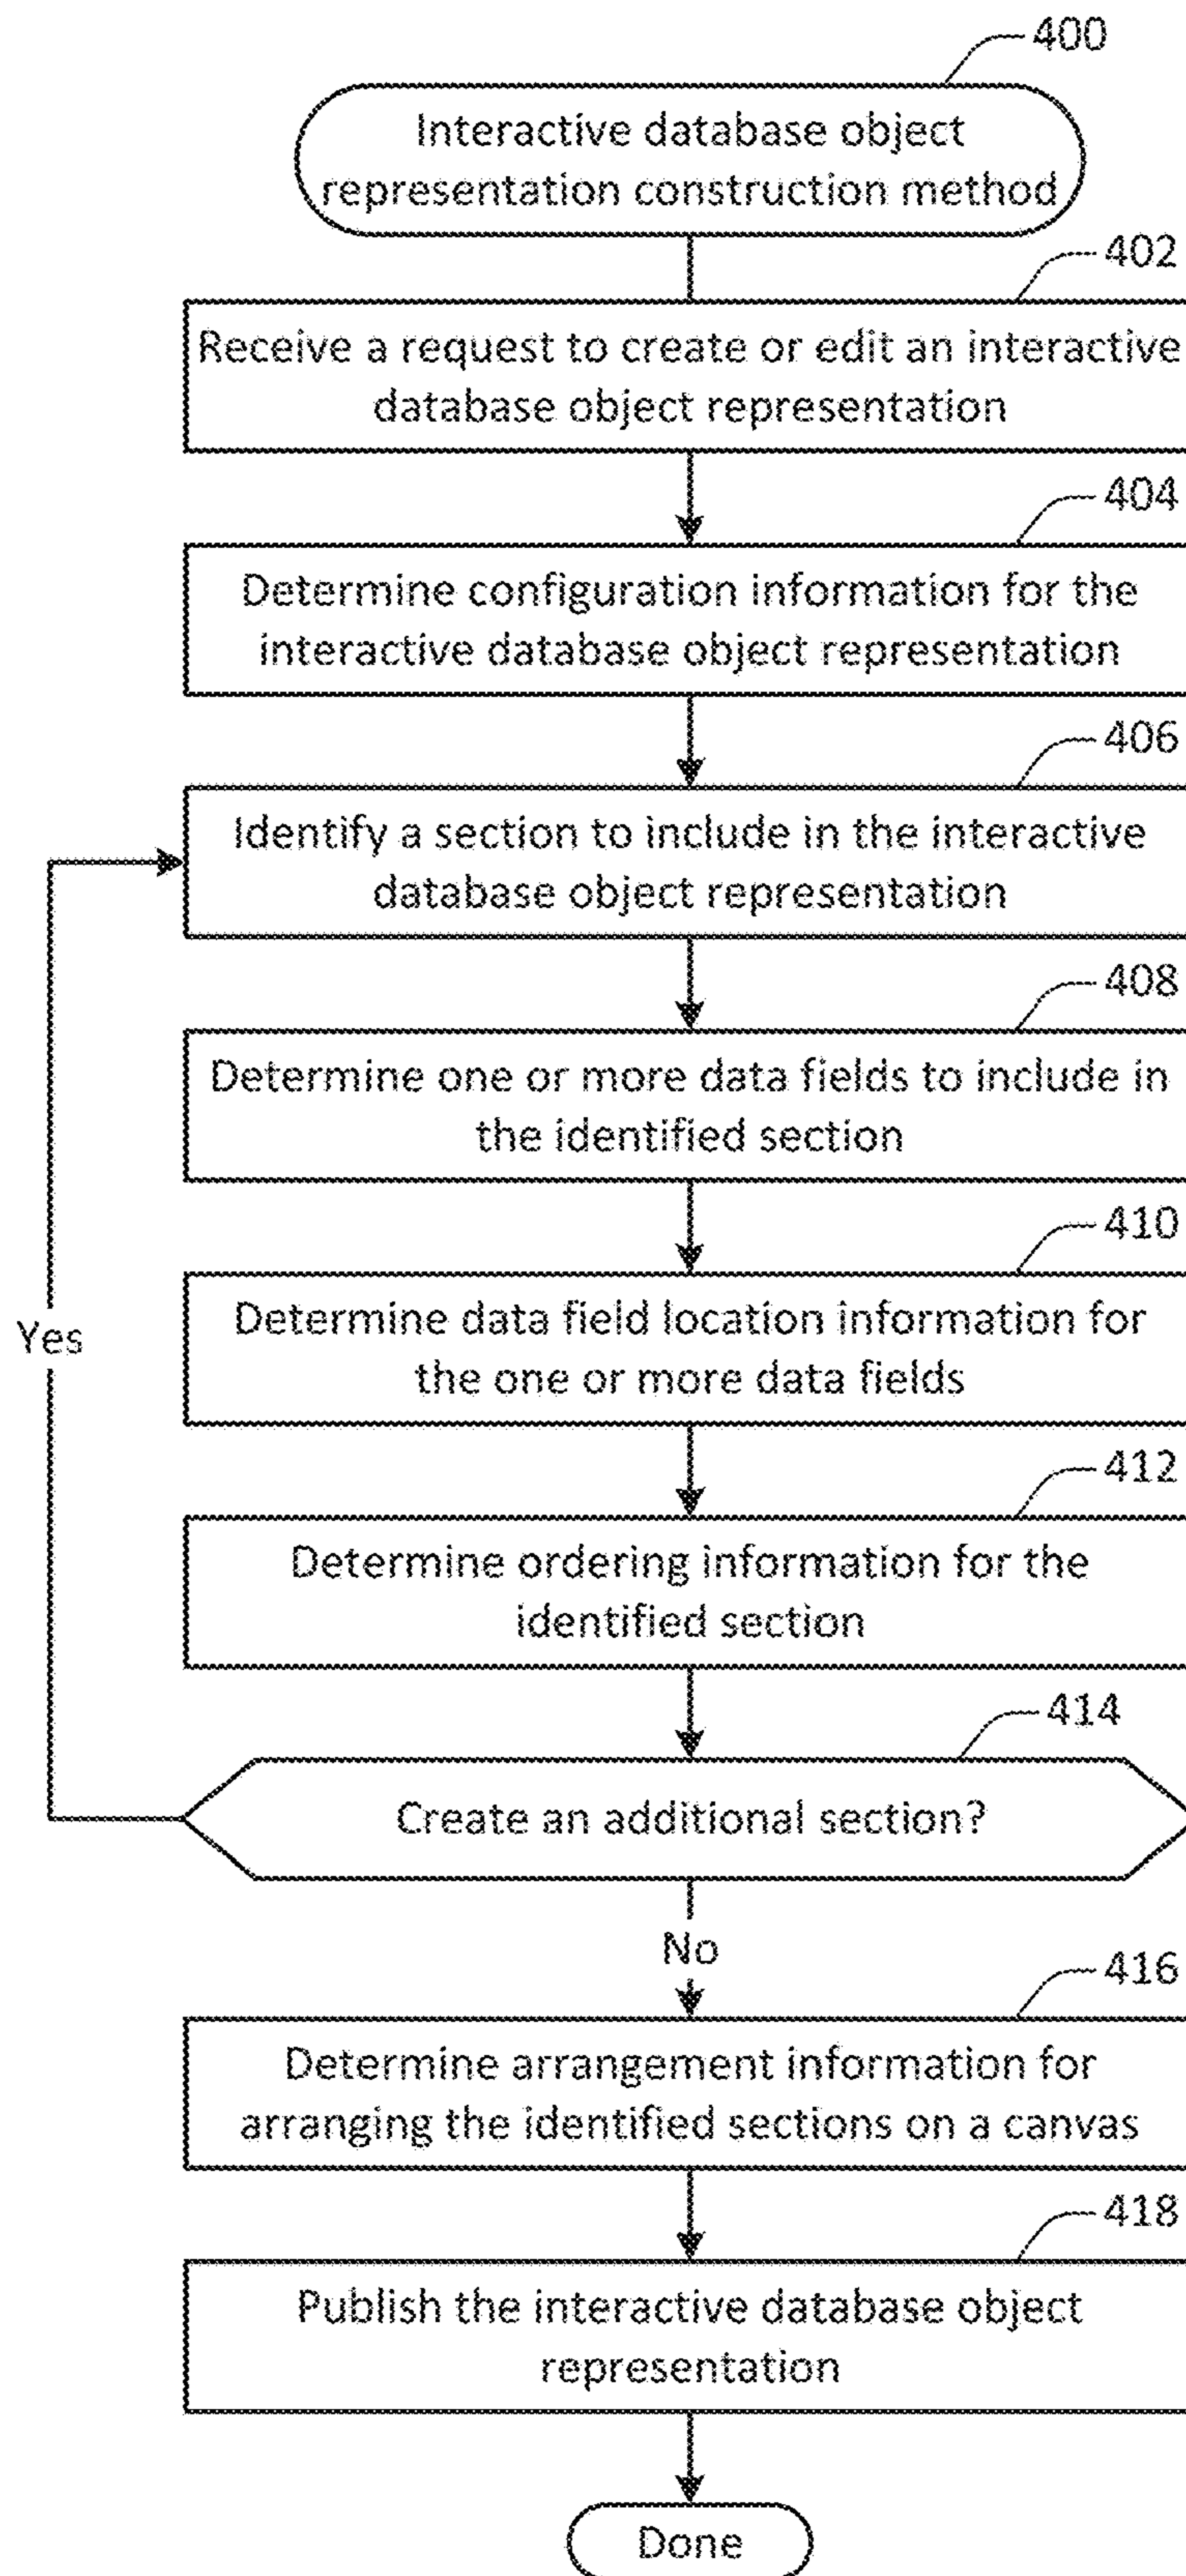 400
Interactive database object
representation construction method
402
Receive a request to create or edit an interactive
database object representation
404
Determine configuration information for the
interactive database object representation
406
Identify a section to include in the interactive
database object representation
408
Determine one or more data fields to include in
the identified section
410
Determine data field location information for
the one or more data fields
Yes
412
Determine ordering information for the
identified section
414
Create an additional section?
No
416
Determine arrangement information for
arranging the identified sections on a canvas
418
Publish the interactive database object
representation
Done